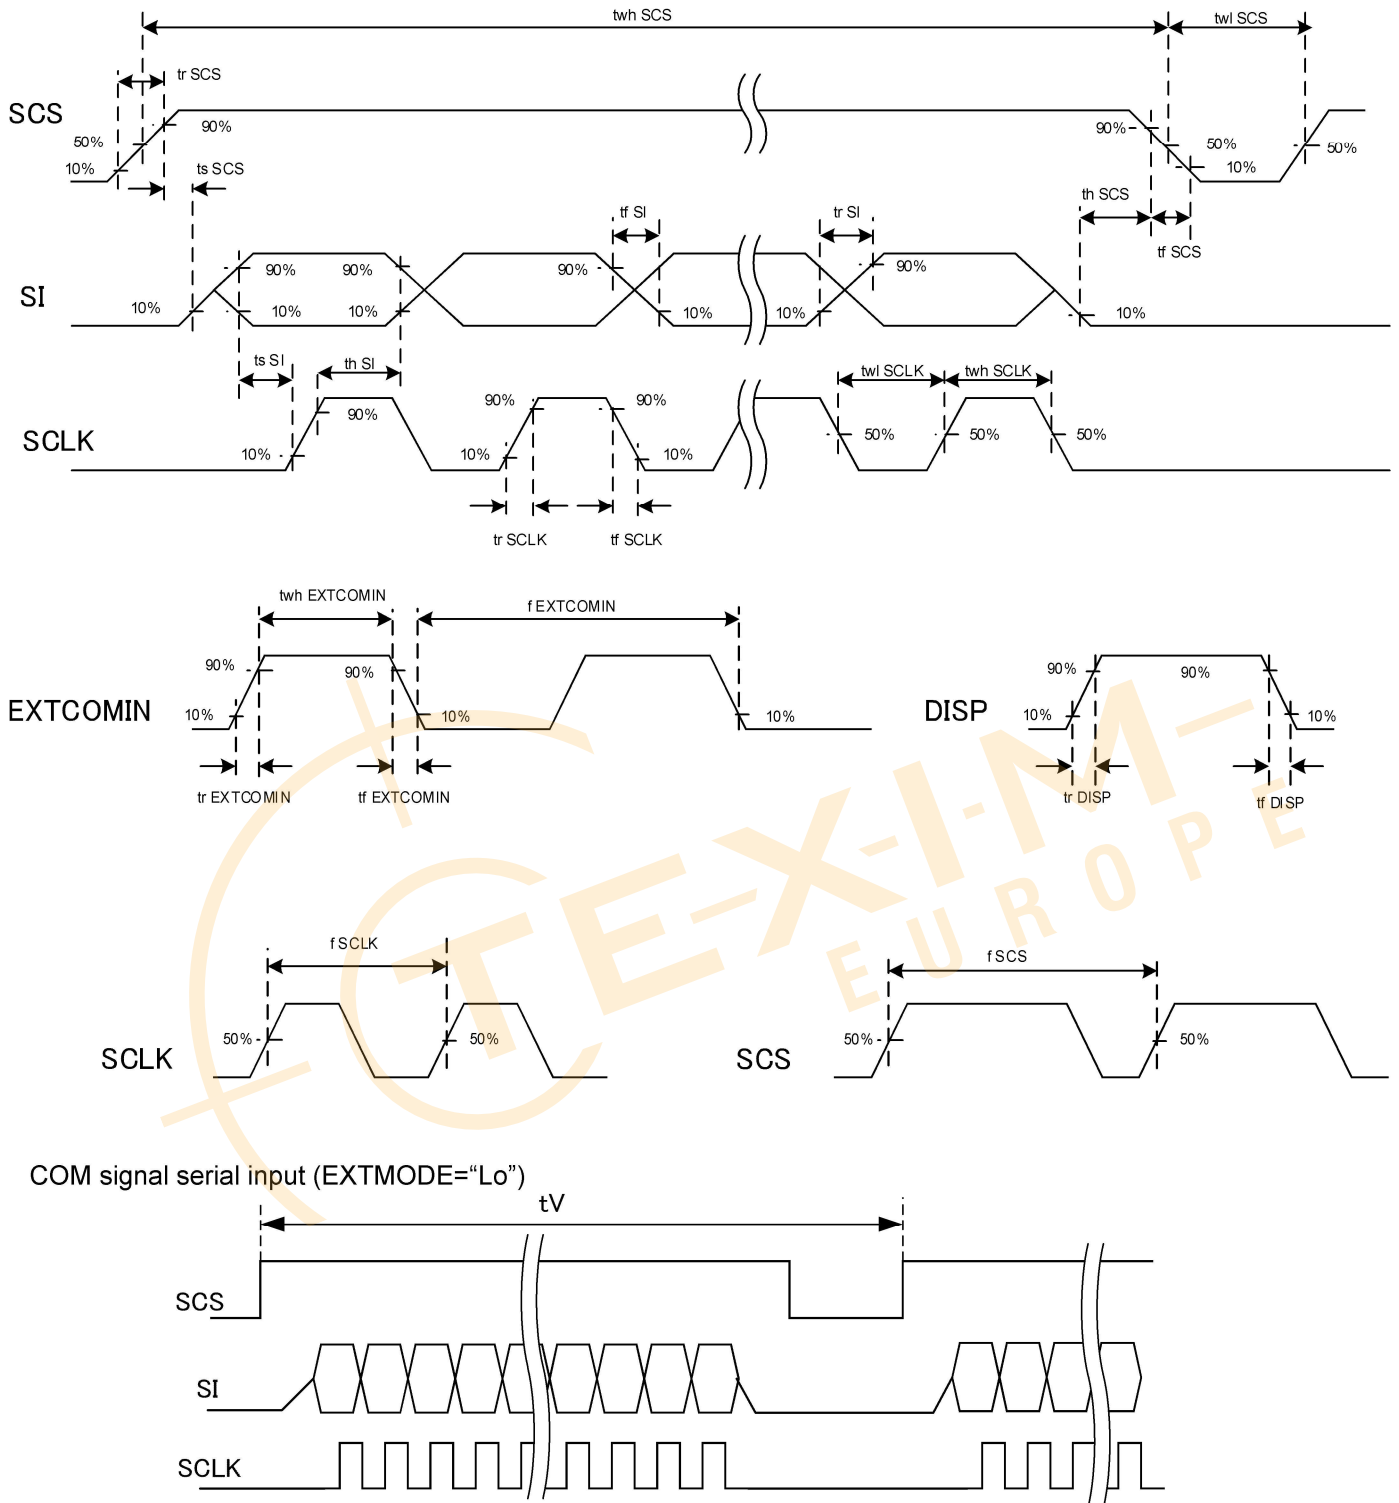 twh SCS
twl SCS
tr SCS
SCS
90%
50%
10%
90%
50%
10%
50%
ts SCS
th SCS
tf SCS
tf SI
tr SI
SI
90%
90%
90%
90%
10%
10%
10%
10%
10%
10%
ts SI
th SI
twl SCLK
twh SCLK
SCLK
90%
90%
90%
10%
10%
10%
50%
50%
50%
tr SCLK
tf SCLK
twh EXTCOMIN
f EXTCOMIN
EXTCOMIN
90%
90%
10%
10%
10%
tr EXTCOMIN
tf EXTCOMIN
DISP
90%
90%
10%
10%
tr DISP
tf DISP
TEXIM
EUROPE
f SCLK
SCLK
50%
50%
f SCS
SCS
50%
50%
COM signal serial input (EXTMODE=“Lo”)
tV
SCS
SI
SCLK